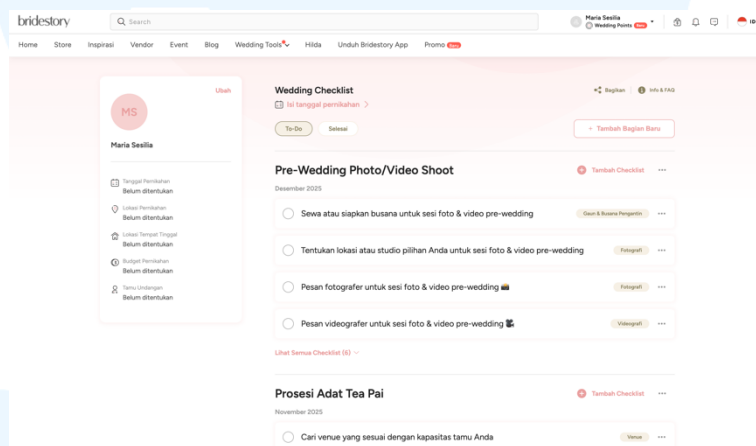 bridestory
Search
Maria Sesilia
Wedding Points
ID
Home Store Inspirasi Vendor Event Blog Wedding Tools Hilda Unduh Bridestory App Promo
Ubah
MS
Maria Sesilia
Tanggal Pernikahan
Belum ditentukan
Lokasi Pernikahan
Belum ditentukan
Lokasi Tempat Tinggal
Belum ditentukan
Budget Pernikahan
Belum ditentukan
Tamu Undangan
Belum ditentukan
Wedding Checklist
Bagikan Info & FAQ
Isi tanggal pernikahan >
To-Do Selesai
+ Tambah Bagian Baru
Pre-Wedding Photo/Video Shoot
Tambah Checklist
Desember 2025
Sewa atau siapkan busana untuk sesi foto & video pre-wedding
Gaun & Busana Pengantin
Tentukan lokasi atau studio pilihan Anda untuk sesi foto & video pre-wedding
Fotografi
Pesan fotografer untuk sesi foto & video pre-wedding 📸
Fotografi
Pesan videografer untuk sesi foto & video pre-wedding 🎥
Videografi
Lihat Semua Checklist (6)
Prosesi Adat Tea Pai
Tambah Checklist
November 2025
Cari venue yang sesuai dengan kapasitas tamu Anda
Venue